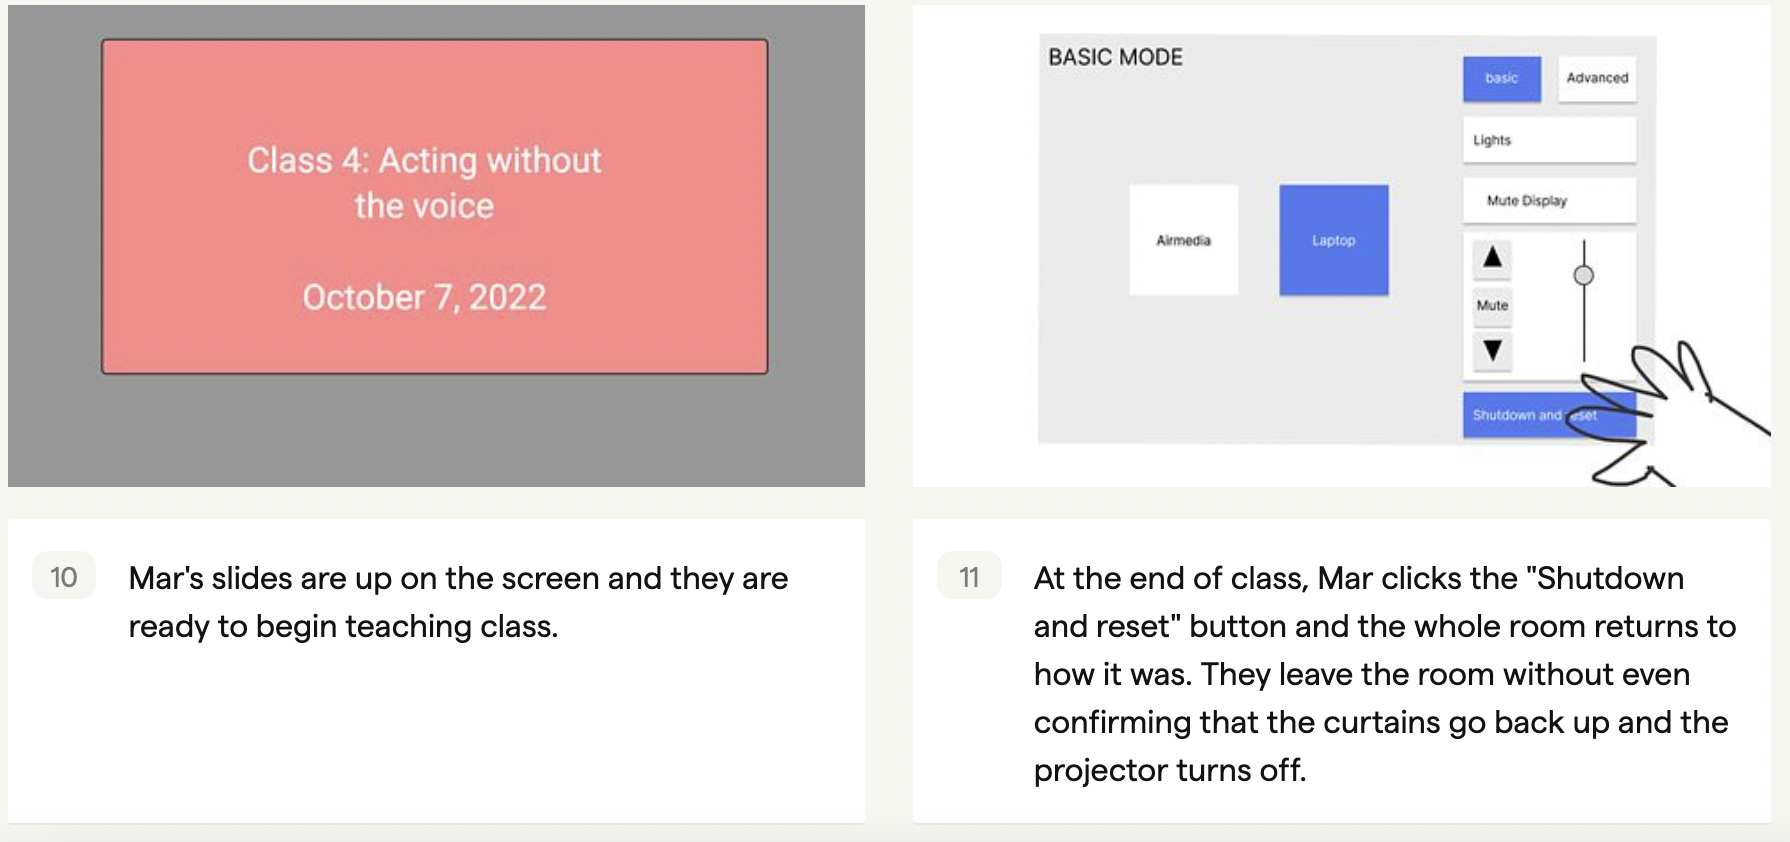 Class 4: Acting without
the voice
October 7, 2022
BASIC MODE
basic
Advanced
Lights
Mute Display
Airmedia
Laptop
Mute
Shutdown and eset
10
Mar's slides are up on the screen and they are
ready to begin teaching class.
11
At the end of class, Mar clicks the "Shutdown
and reset" button and the whole room returns to
how it was. They leave the room without even
confirming that the curtains go back up and the
projector turns off.